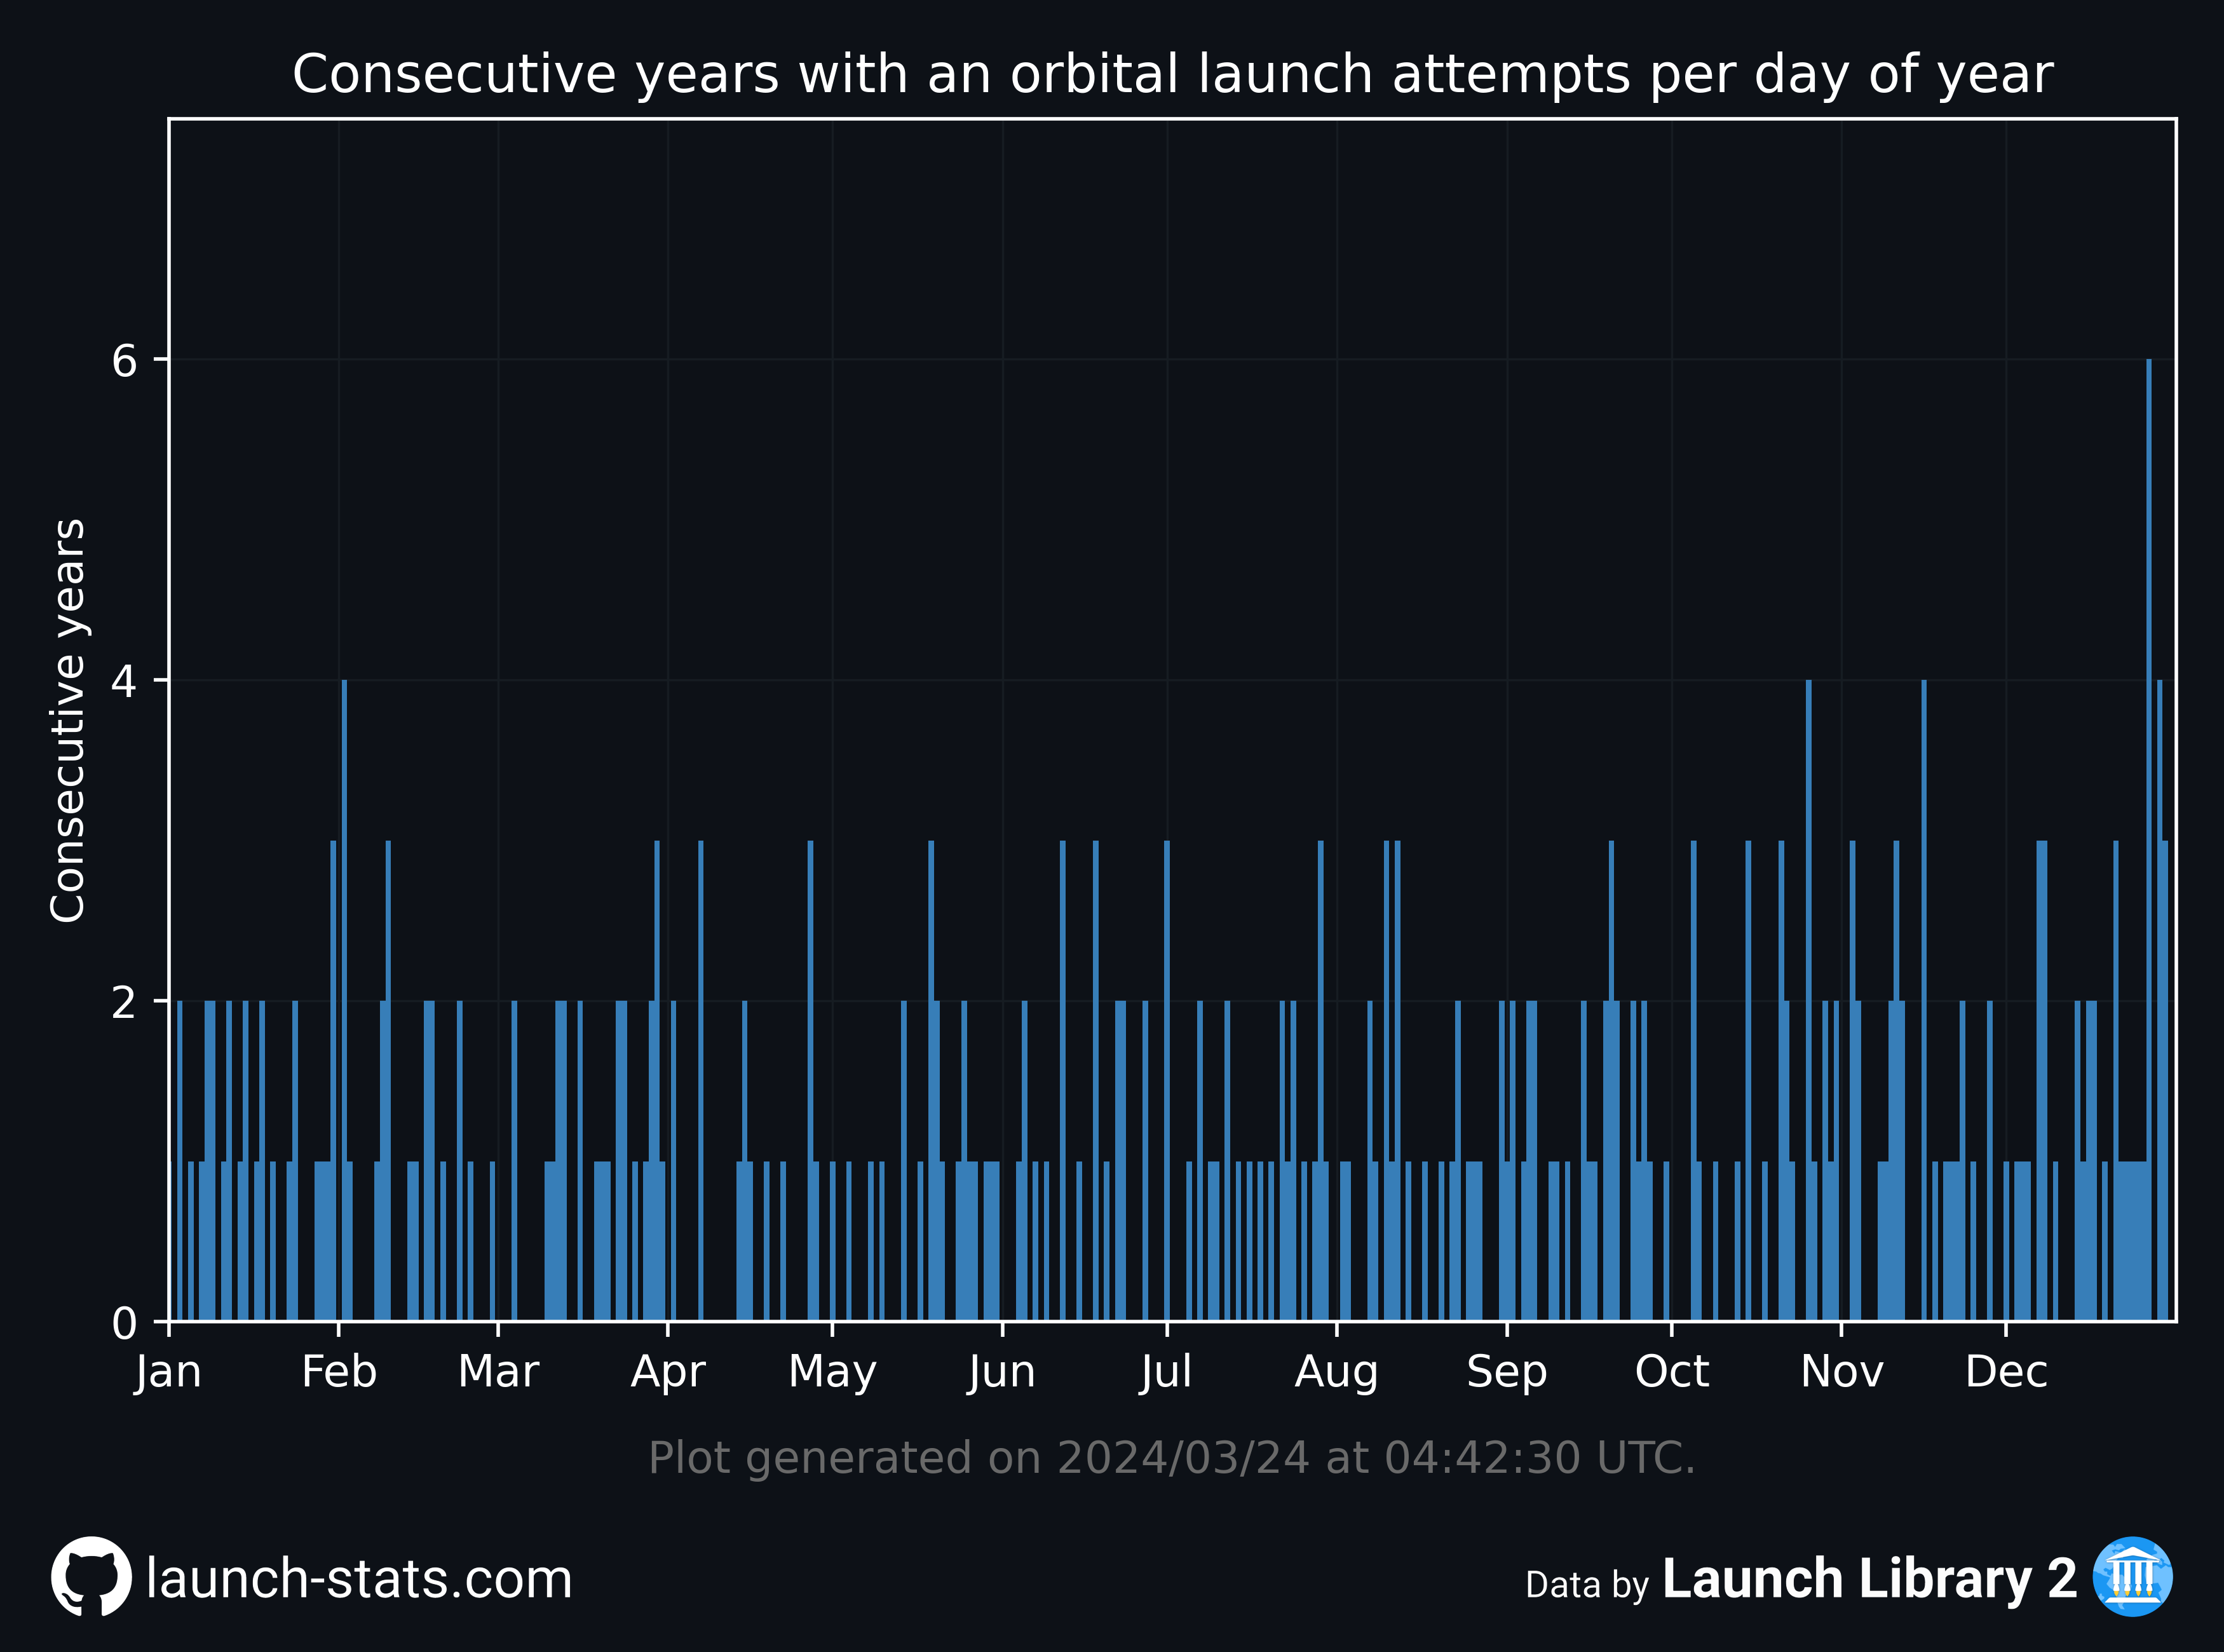 Consecutive years with an orbital launch attempts per day of year
Consecutive years
6
4
2
0
Jan Feb Mar Apr May Jun Jul Aug Sep Oct Nov Dec
Plot generated on 2024/03/24 at 04:42:30 UTC.
launch-stats.com
Data by Launch Library 2